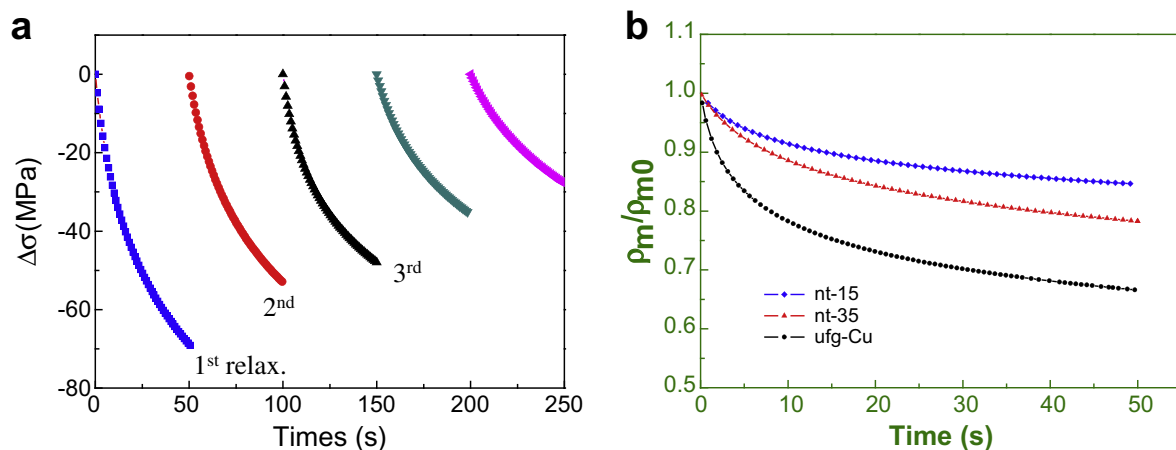 a
0
-20
-40
-60
-80
Δσ(MPa)
1st relax.
2nd
3rd
0 50 100 150 200 250
Times (s)
b
1.1
1.0
0.9
0.8
0.7
0.6
0.5
ρm/ρm0
nt-15
nt-35
ufg-Cu
0 10 20 30 40 50
Time (s)